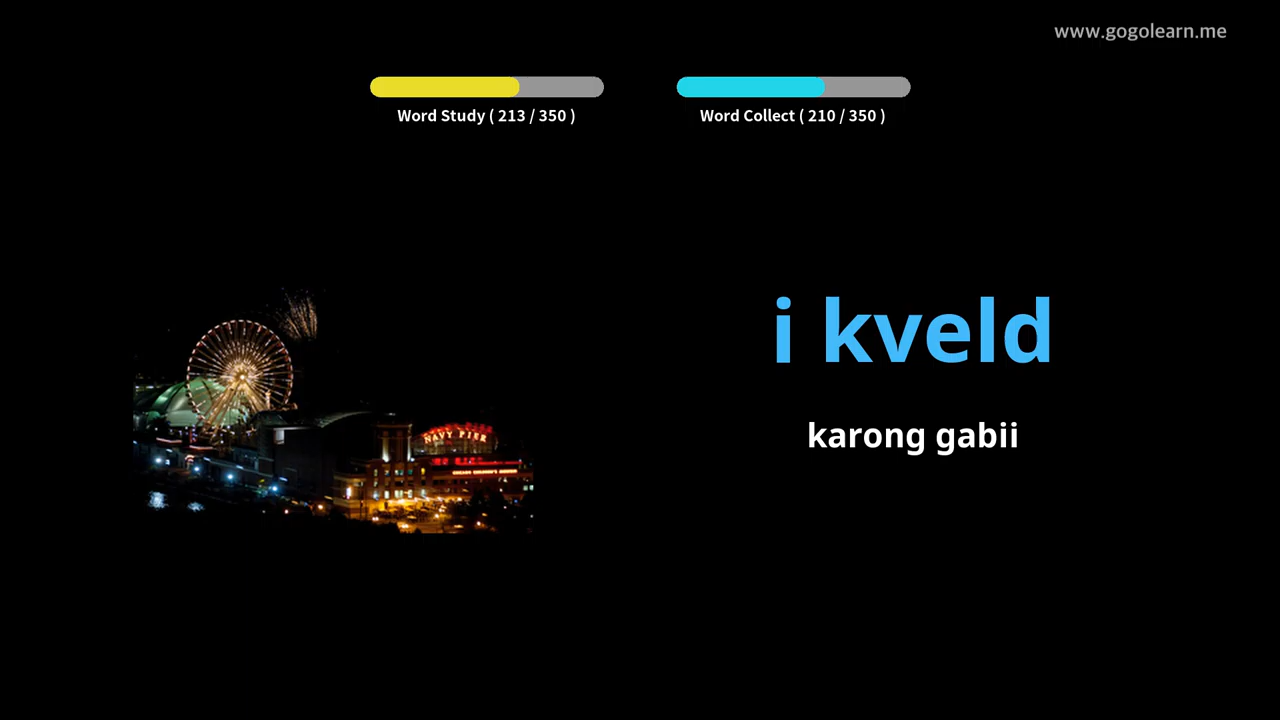 www.gogolearn.me
Word Study ( 213 / 350 )
Word Collect ( 210 / 350 )
i kveld
karong gabii
NAVY PIER